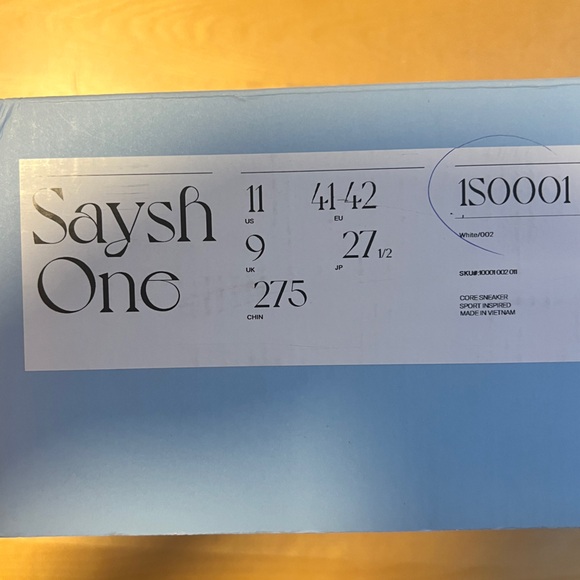 Saysh
One
11 41-42
US EU
9 27 1/2
UK JP
275
CHIN
1S0001
White/002
SKU#:10001 002 011
CORE SNEAKER
SPORT INSPIRED
MADE IN VIETNAM